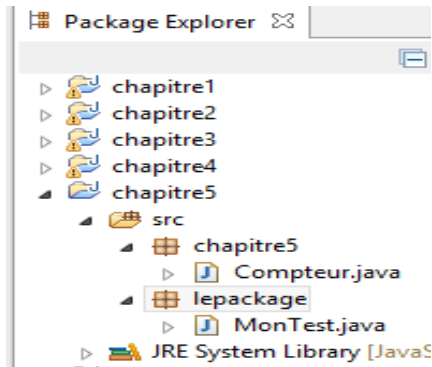 Package Explorer
chapitre1
chapitre2
chapitre3
chapitre4
chapitre5
src
chapitre5
Compteur.java
lepackage
MonTest.java
JRE System Library [JavaS